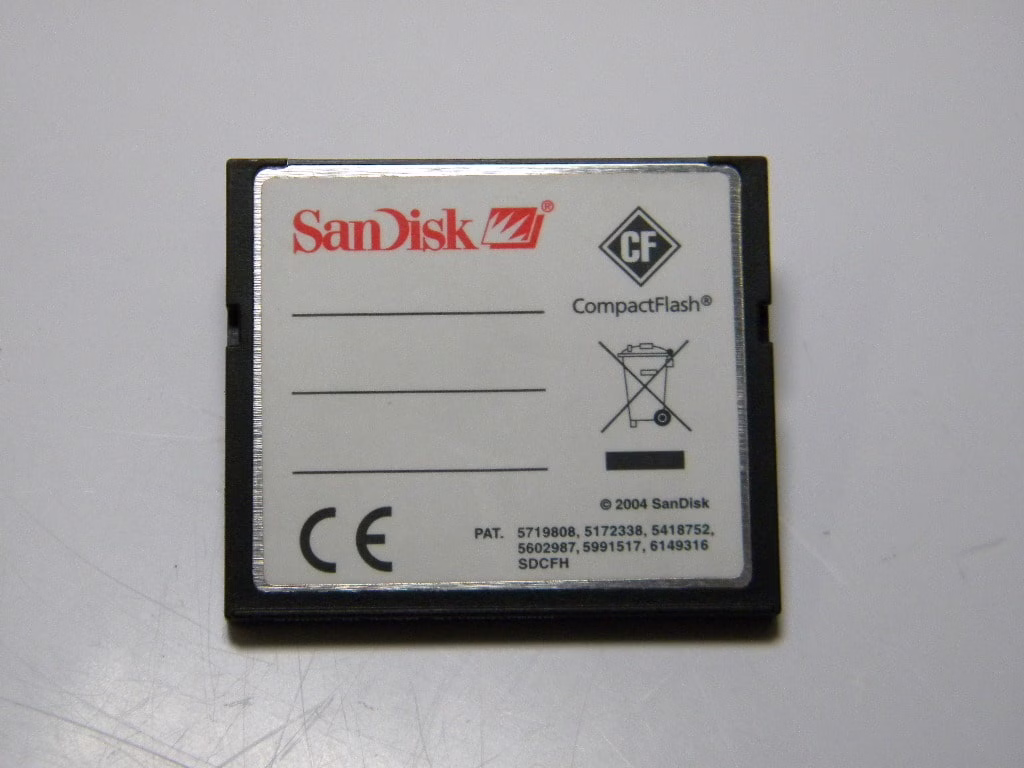 SanDisk®
CF
CompactFlash®
© 2004 SanDisk
CE
PAT. 5719808, 5172338, 5418752,
5602987, 5991517, 6149316
SDCFH